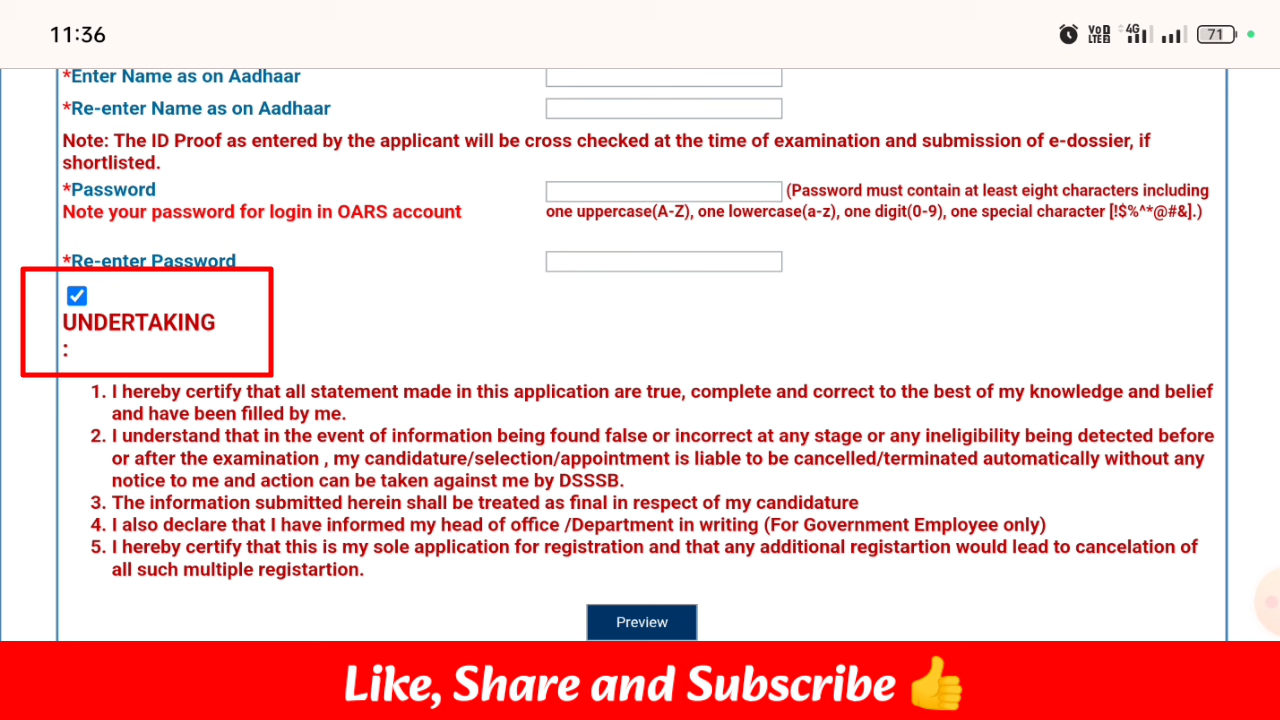 11:36
VoD LTE2 4G 71
*Enter Name as on Aadhaar
*Re-enter Name as on Aadhaar
Note: The ID Proof as entered by the applicant will be cross checked at the time of examination and submission of e-dossier, if
shortlisted.
*Password
(Password must contain at least eight characters including
Note your password for login in OARS account
one uppercase(A-Z), one lowercase(a-z), one digit(0-9), one special character [!$%^*@#&].)
*Re-enter Password
UNDERTAKING
:
1. I hereby certify that all statement made in this application are true, complete and correct to the best of my knowledge and belief
and have been filled by me.
2. I understand that in the event of information being found false or incorrect at any stage or any ineligibility being detected before
or after the examination , my candidature/selection/appointment is liable to be cancelled/terminated automatically without any
notice to me and action can be taken against me by DSSSB.
3. The information submitted herein shall be treated as final in respect of my candidature
4. I also declare that I have informed my head of office /Department in writing (For Government Employee only)
5. I hereby certify that this is my sole application for registration and that any additional registartion would lead to cancelation of
all such multiple registartion.
Preview
Like, Share and Subscribe 👍